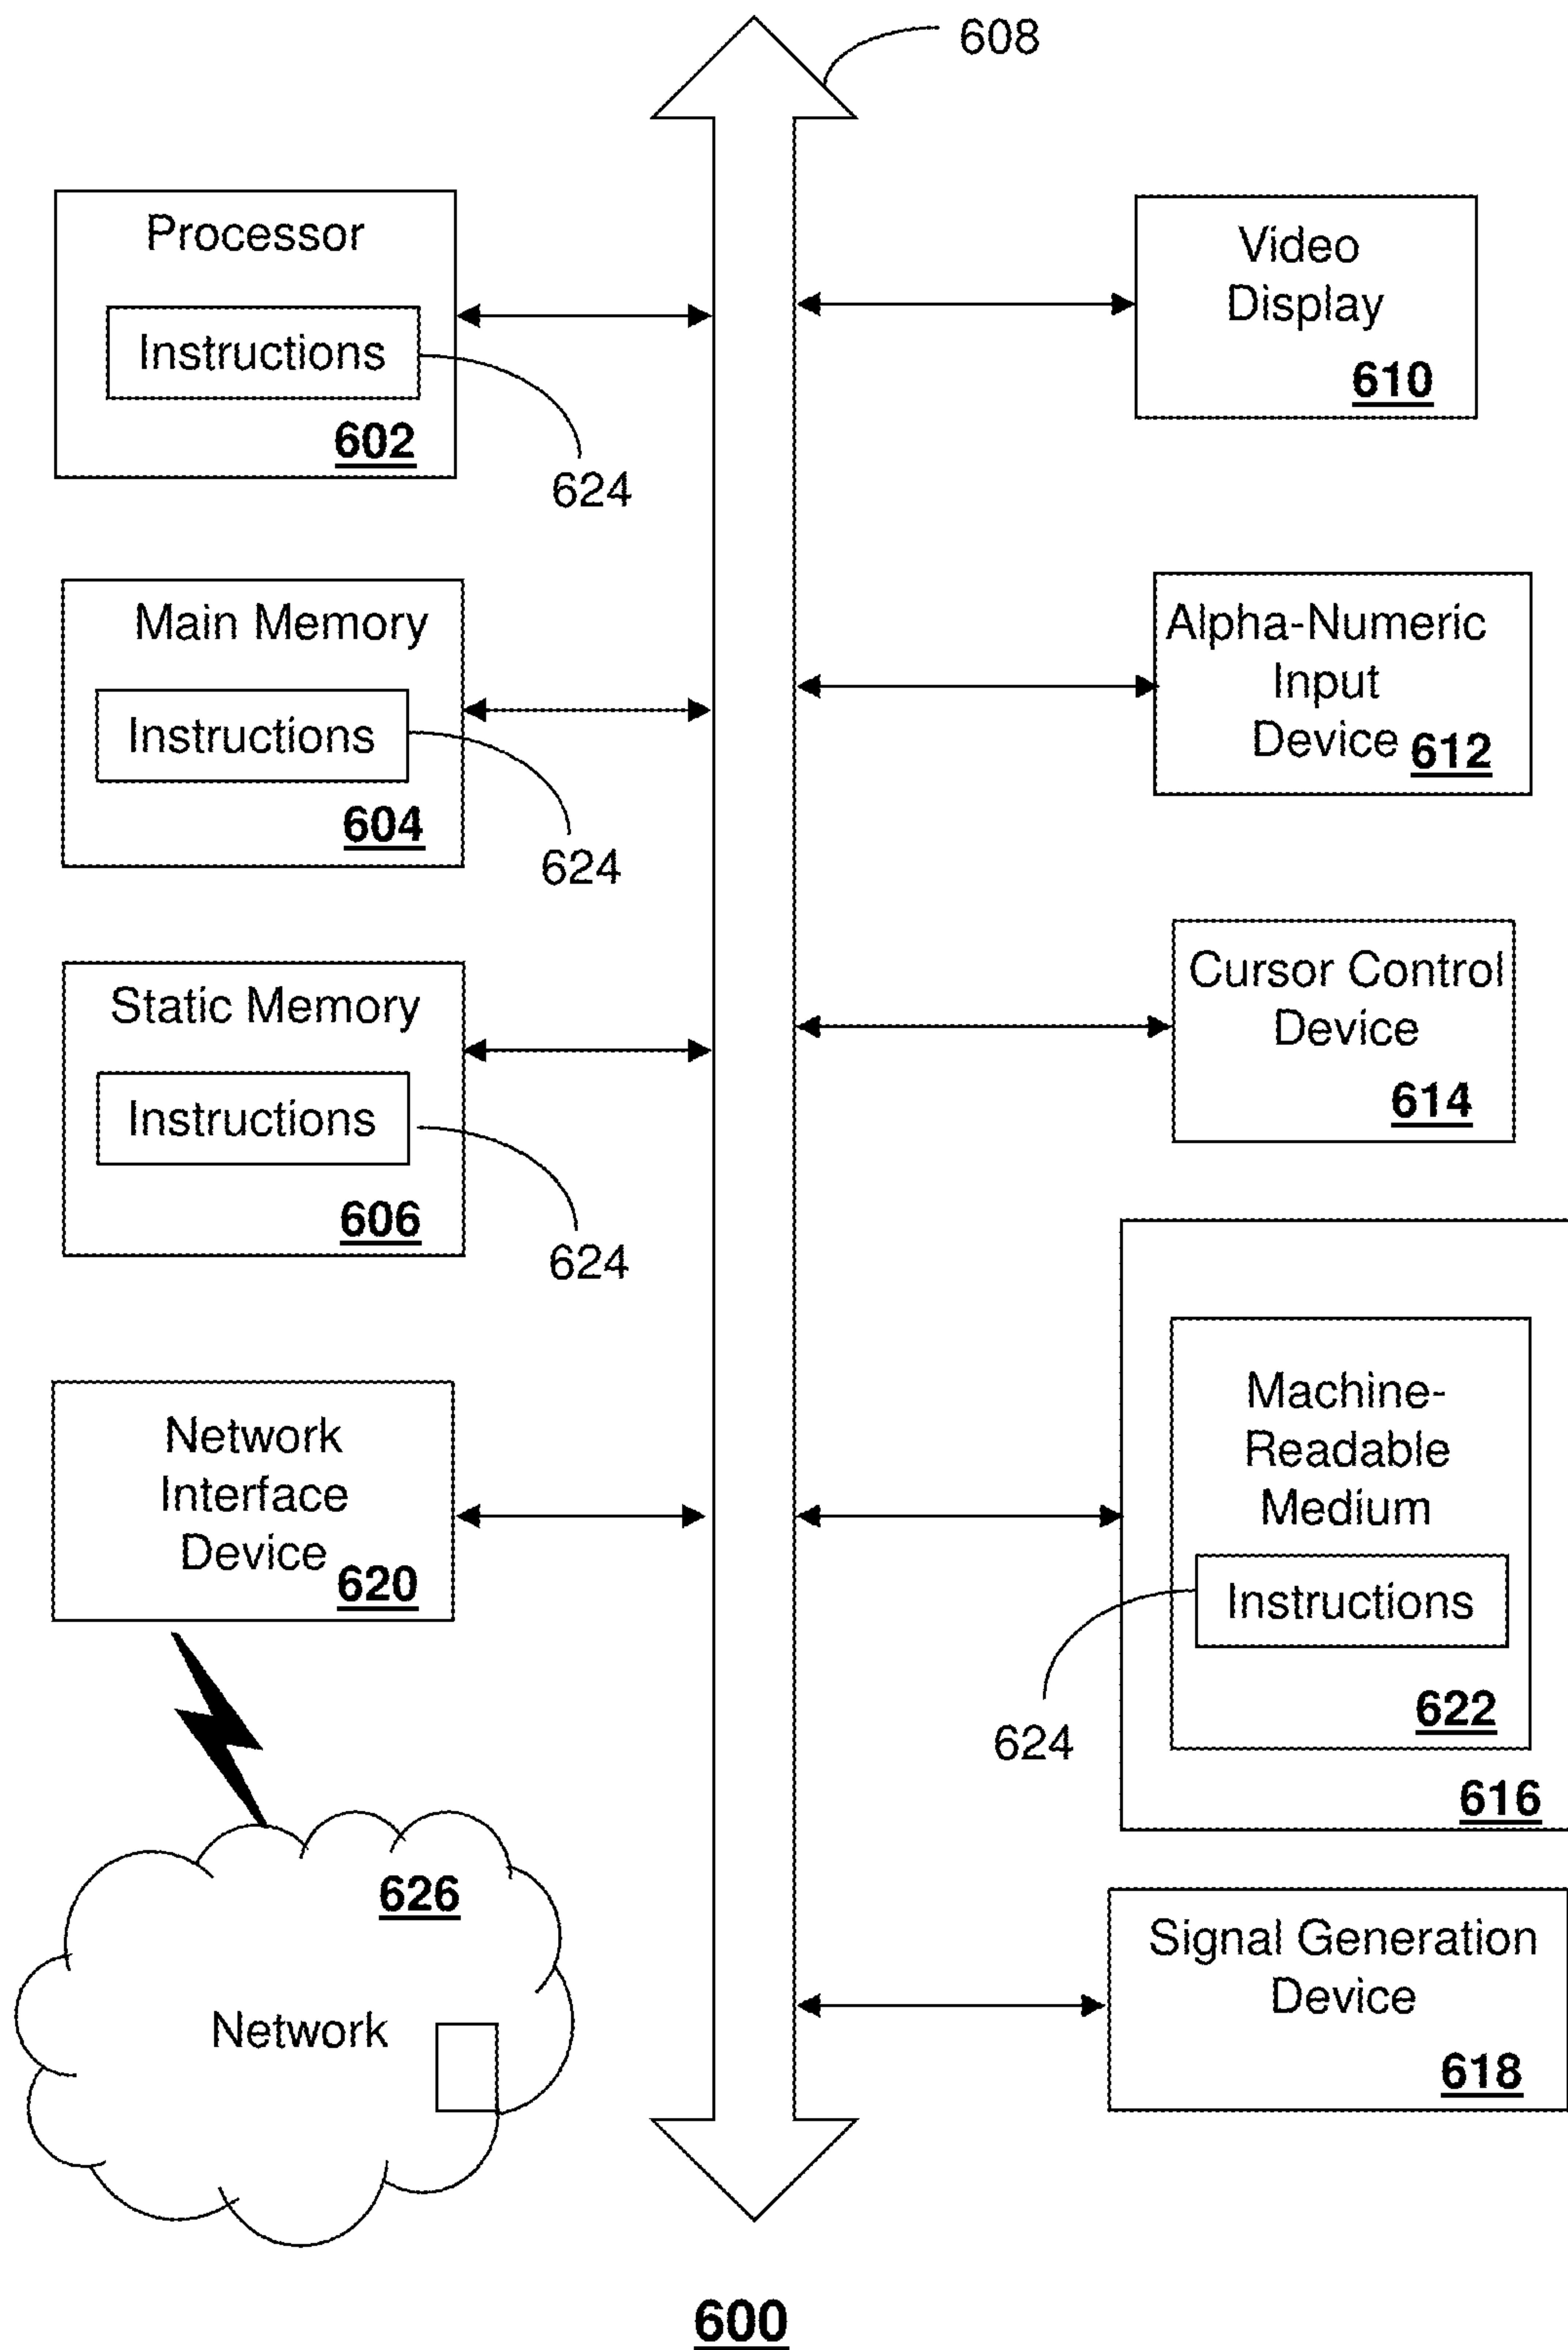 608
Processor
Instructions
602
624
Video
Display
610
Main Memory
Instructions
604
624
Alpha-Numeric
Input
Device 612
Static Memory
Instructions
606
624
Cursor Control
Device
614
Network
Interface
Device 620
Machine-
Readable
Medium
Instructions
622
624
616
626
Network
Signal Generation
Device
618
600